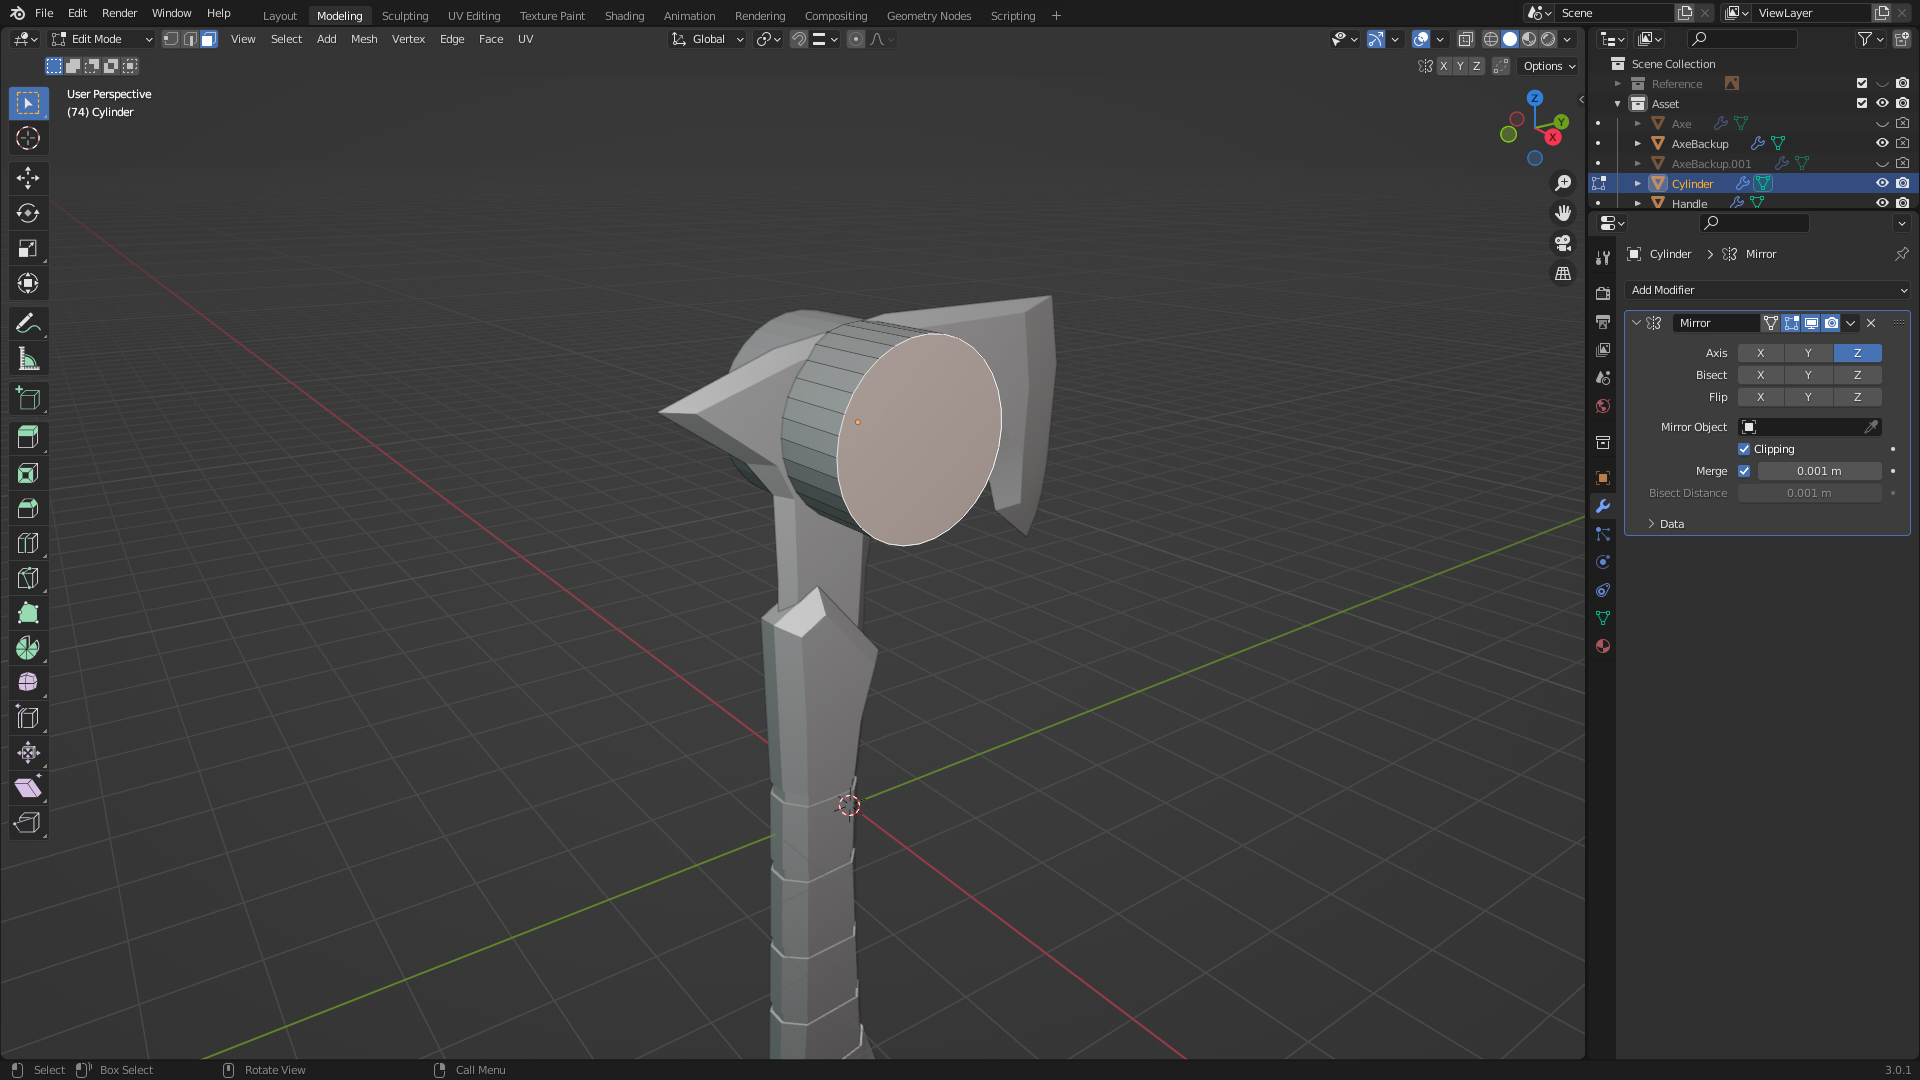 File Edit Render Window Help Layout Modeling Sculpting UV Editing Texture Paint Shading Animation Rendering Compositing Geometry Nodes Scripting + Scene ViewLayer
Edit Mode View Select Add Mesh Vertex Edge Face UV Global
X Y Z Options
User Perspective
(74) Cylinder
Z
Y
X
Scene Collection
Reference
Asset
Axe
AxeBackup
AxeBackup.001
Cylinder
Handle
Cylinder > Mirror
Add Modifier
Mirror
Axis X Y Z
Bisect X Y Z
Flip X Y Z
Mirror Object
Clipping
Merge 0.001 m
Bisect Distance 0.001 m
Data
Select Box Select Rotate View Call Menu 3.0.1